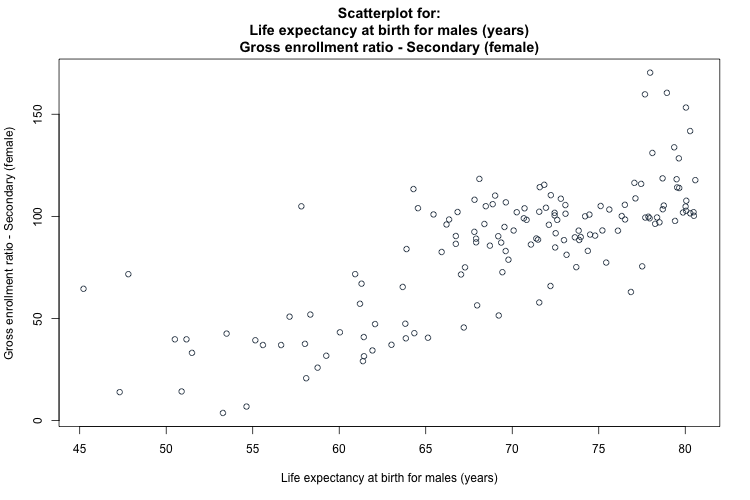 Scatterplot for:
Life expectancy at birth for males (years)
Gross enrollment ratio - Secondary (female)
Gross enrollment ratio - Secondary (female)
150
100
50
0
45 50 55 60 65 70 75 80
Life expectancy at birth for males (years)